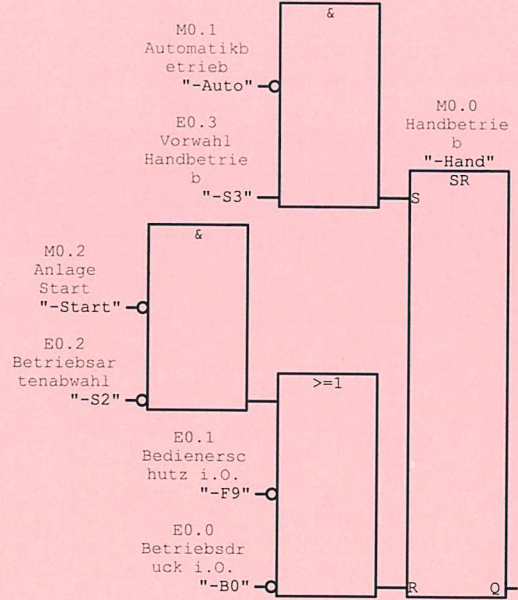 &
M0.1
Automatikb
etrieb
"-Auto"
E0.3
Vorwahl
Handbetrie
b
"-S3"
M0.0
Handbetrie
b
"-Hand"
SR
S
&
M0.2
Anlage
Start
"-Start"
E0.2
Betriebsar
tenabwahl
"-S2"
>=1
E0.1
Bedienersc
hutz i.O.
"-F9"
E0.0
Betriebsdr
uck i.O.
"-B0"
R
Q